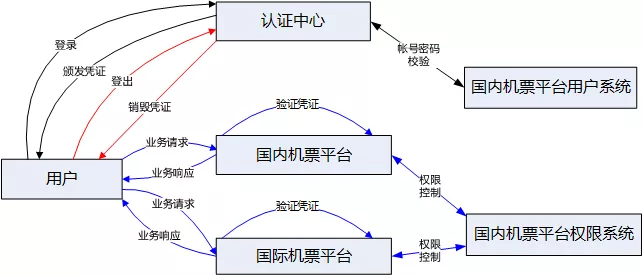 认证中心
登录
颁发凭证
登出
销毁凭证
帐号密码
校验
国内机票平台用户系统
验证凭证
业务请求
国内机票平台
业务响应
用户
权限
控制
业务请求
验证凭证
业务响应
国际机票平台
权限
控制
国内机票平台权限系统